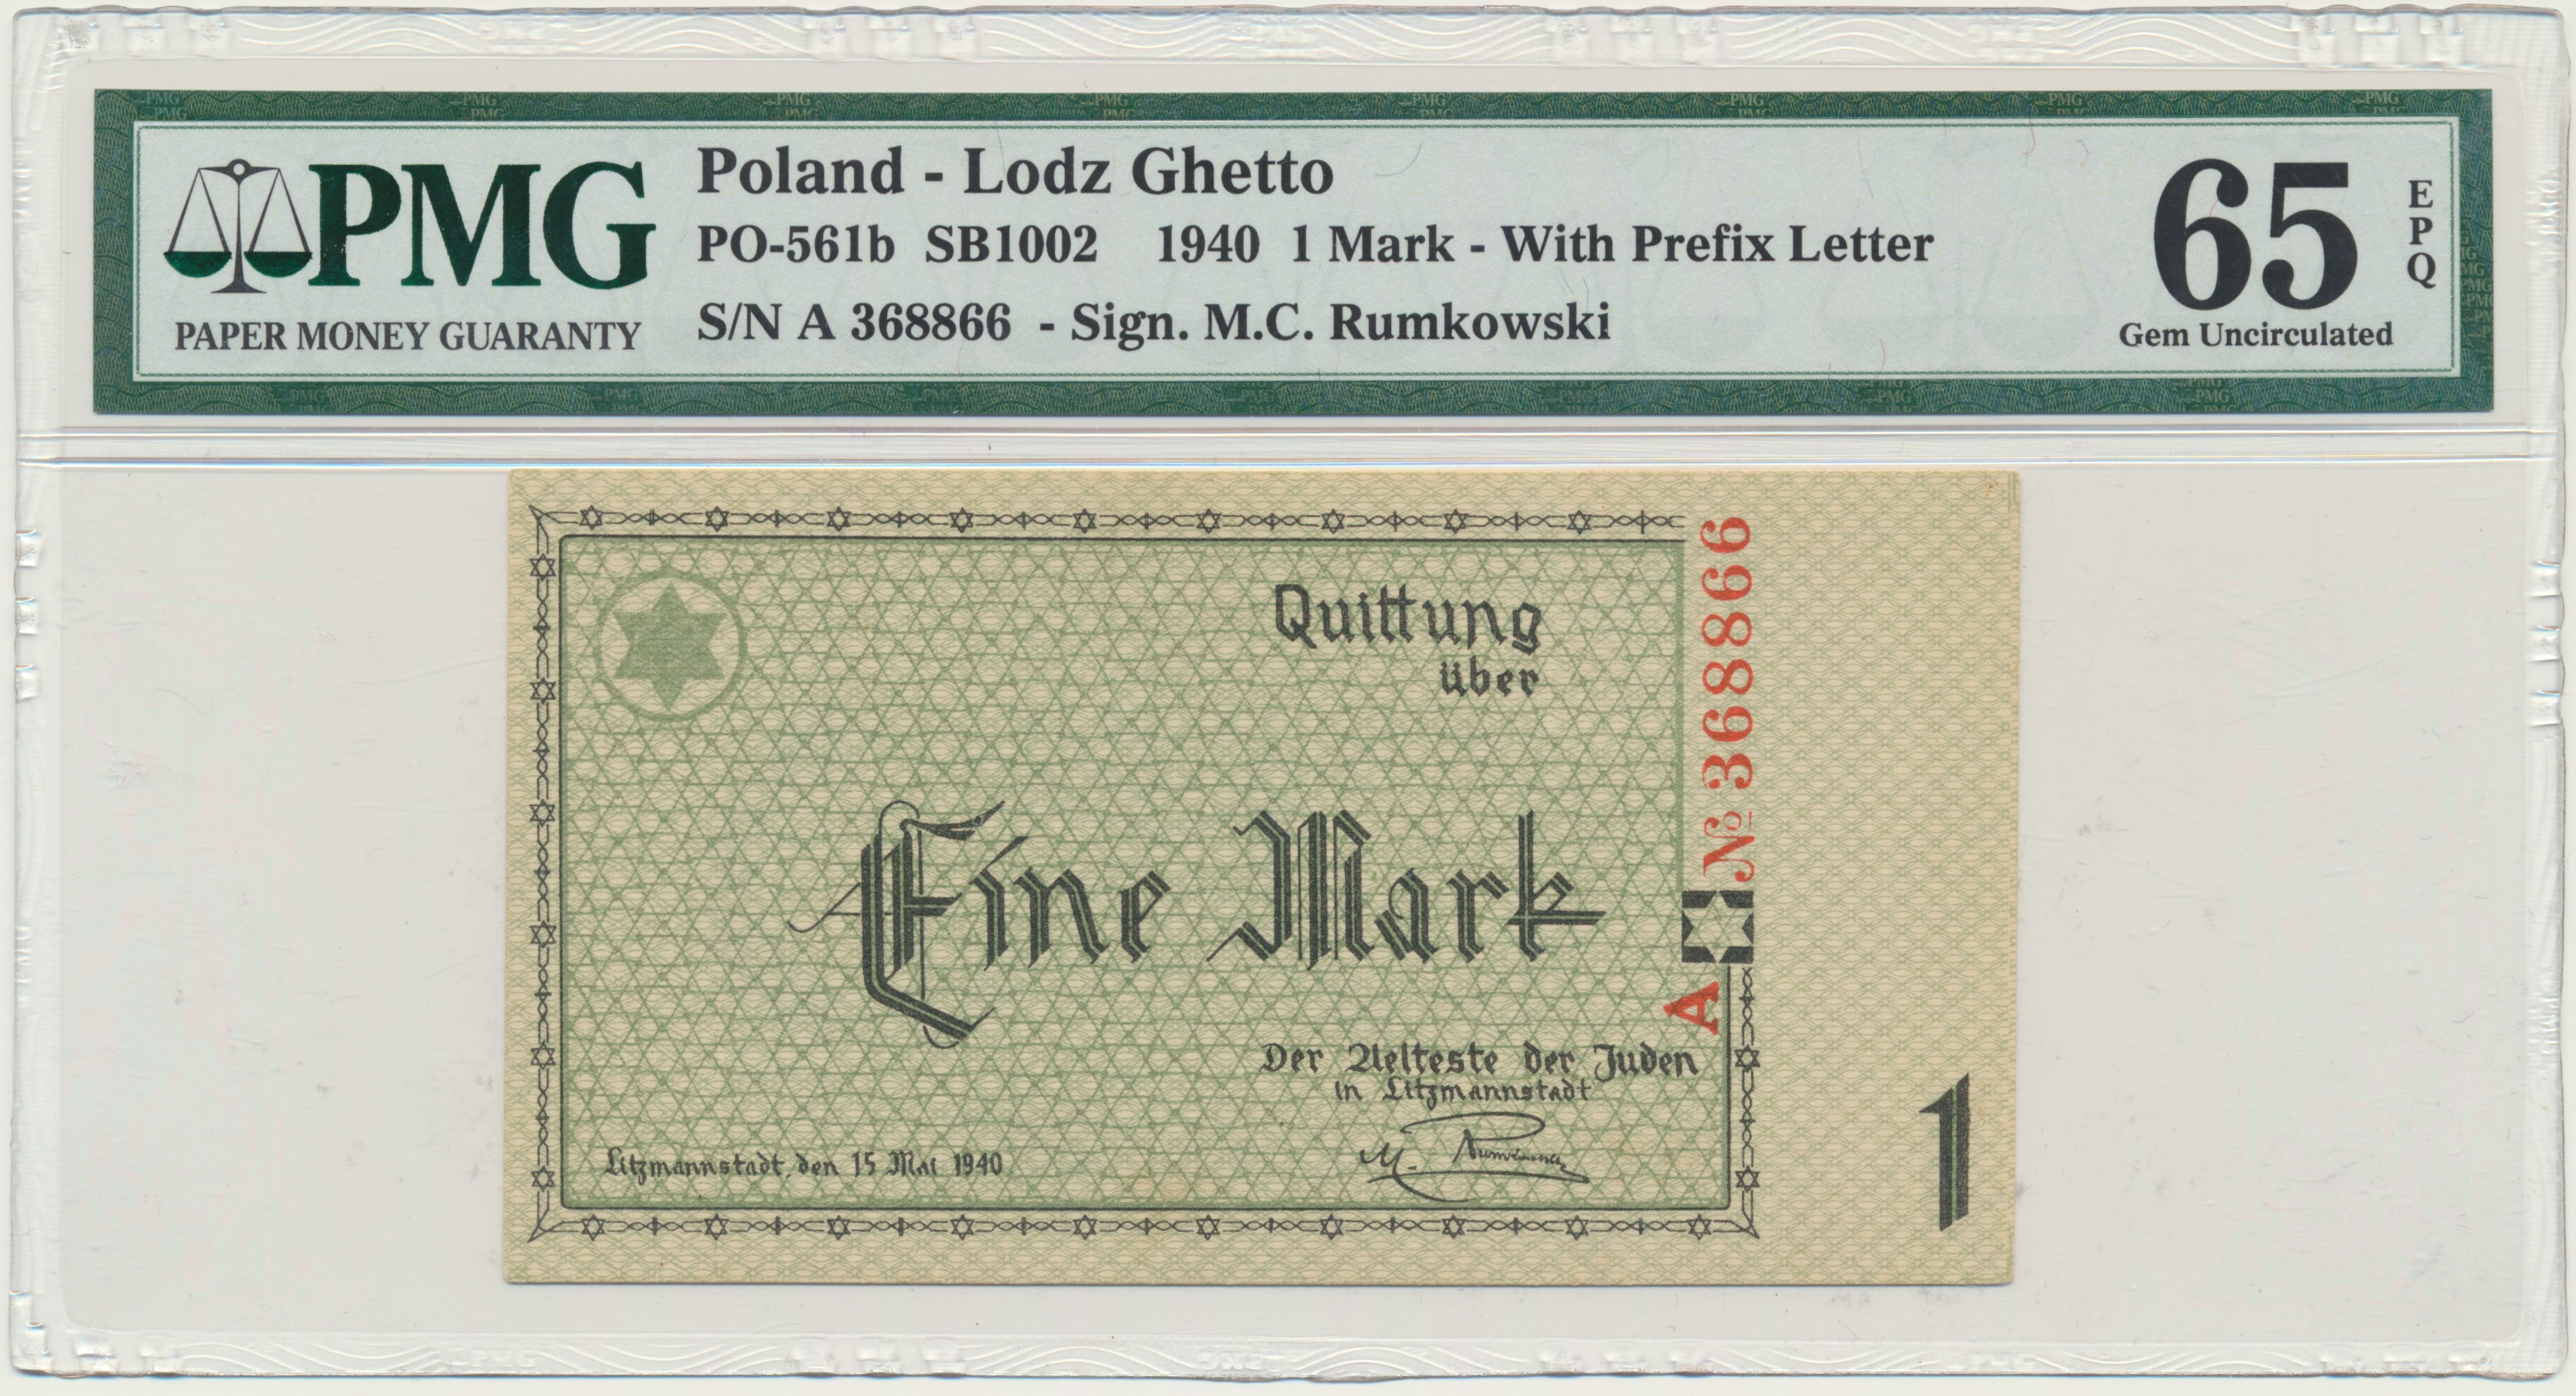 PMG
PAPER MONEY GUARANTY
Poland - Lodz Ghetto
PO-561b SB1002 1940 1 Mark - With Prefix Letter
S/N A 368866 - Sign. M.C. Rumkowski
65
EPQ
Gem Uncirculated
Quittung
über
Eine Mark
A № 368866
Der Aelteste der Juden
in Litzmannstadt
Litzmannstadt, den 15 Mai 1940
M. Rumkowski
1